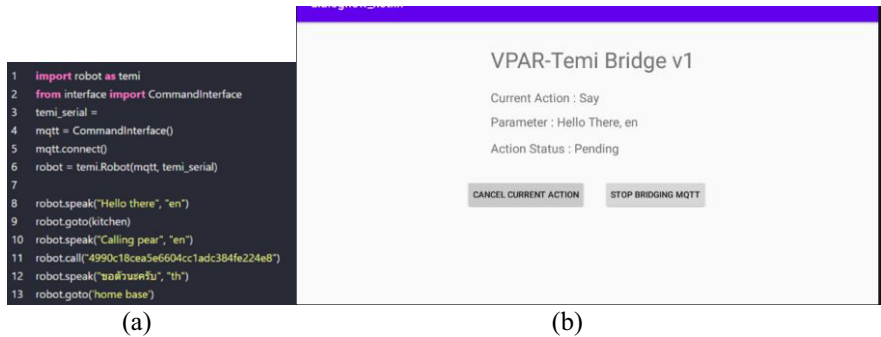 1 import robot as temi
2 from interface import CommandInterface
3 temi_serial =
4 mqtt = CommandInterface()
5 mqtt.connect()
6 robot = temi.Robot(mqtt, temi_serial)
7
8 robot.speak("Hello there", "en")
9 robot.goto(kitchen)
10 robot.speak("Calling pear", "en")
11 robot.call("4990c18cea5e6604cc1adc384fe224e8")
12 robot.speak("ขอตัวนะครับ", "th")
13 robot.goto('home base')
(a)
VPAR-Temi Bridge v1
Current Action : Say
Parameter : Hello There, en
Action Status : Pending
CANCEL CURRENT ACTION STOP BRIDGING MQTT
(b)